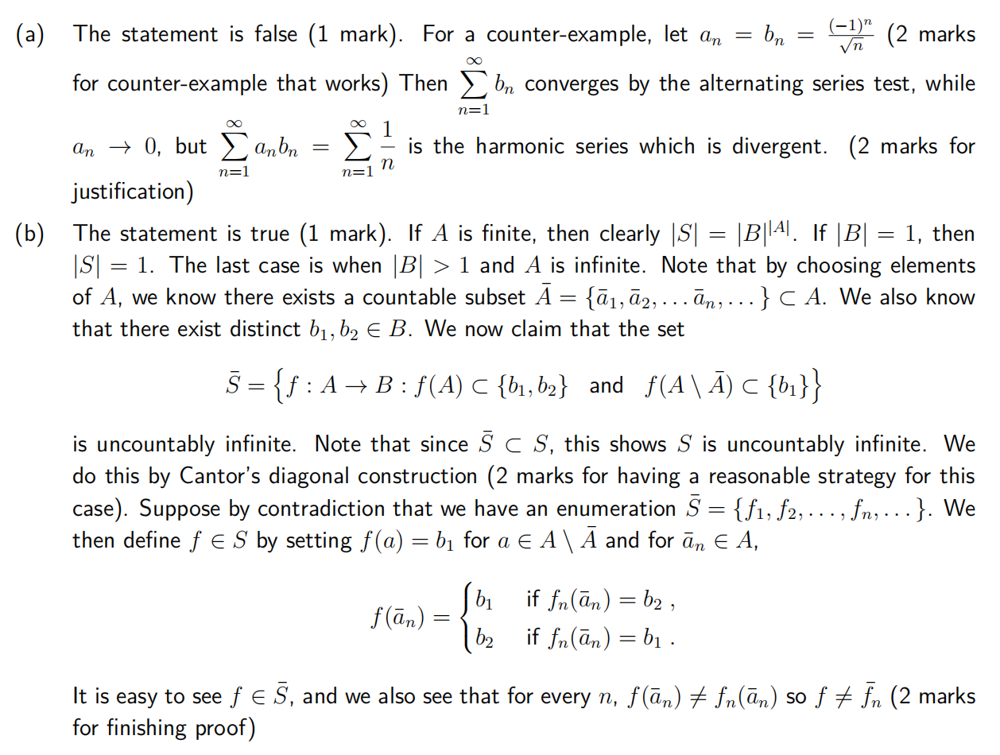 (a) The statement is false (1 mark). For a counter-example, let $a_n = b_n = \frac{(-1)^n}{\sqrt{n}}$ (2 marks
for counter-example that works) Then $\sum_{n=1}^{\infty} b_n$ converges by the alternating series test, while
$a_n \to 0$, but $\sum_{n=1}^{\infty} a_n b_n = \sum_{n=1}^{\infty} \frac{1}{n}$ is the harmonic series which is divergent. (2 marks for
justification)
(b) The statement is true (1 mark). If $A$ is finite, then clearly $|S| = |B|^{|A|}$. If $|B| = 1$, then
$|S| = 1$. The last case is when $|B| > 1$ and $A$ is infinite. Note that by choosing elements
of $A$, we know there exists a countable subset $\bar{A} = \{\bar{a}_1, \bar{a}_2, \ldots \bar{a}_n, \ldots\} \subset A$. We also know
that there exist distinct $b_1, b_2 \in B$. We now claim that the set
$\bar{S} = \left\{ f : A \to B : f(A) \subset \{b_1, b_2\} \text{ and } f(A \setminus \bar{A}) \subset \{b_1\} \right\}$
is uncountably infinite. Note that since $\bar{S} \subset S$, this shows $S$ is uncountably infinite. We
do this by Cantor's diagonal construction (2 marks for having a reasonable strategy for this
case). Suppose by contradiction that we have an enumeration $\bar{S} = \{f_1, f_2, \ldots, f_n, \ldots\}$. We
then define $f \in S$ by setting $f(a) = b_1$ for $a \in A \setminus \bar{A}$ and for $\bar{a}_n \in A$,
$f(\bar{a}_n) = \begin{cases} b_1 & \text{if } f_n(\bar{a}_n) = b_2 \text{ ,} \\ b_2 & \text{if } f_n(\bar{a}_n) = b_1 \text{ .} \end{cases}$
It is easy to see $f \in \bar{S}$, and we also see that for every $n$, $f(\bar{a}_n) \neq f_n(\bar{a}_n)$ so $f \neq \bar{f}_n$ (2 marks
for finishing proof)